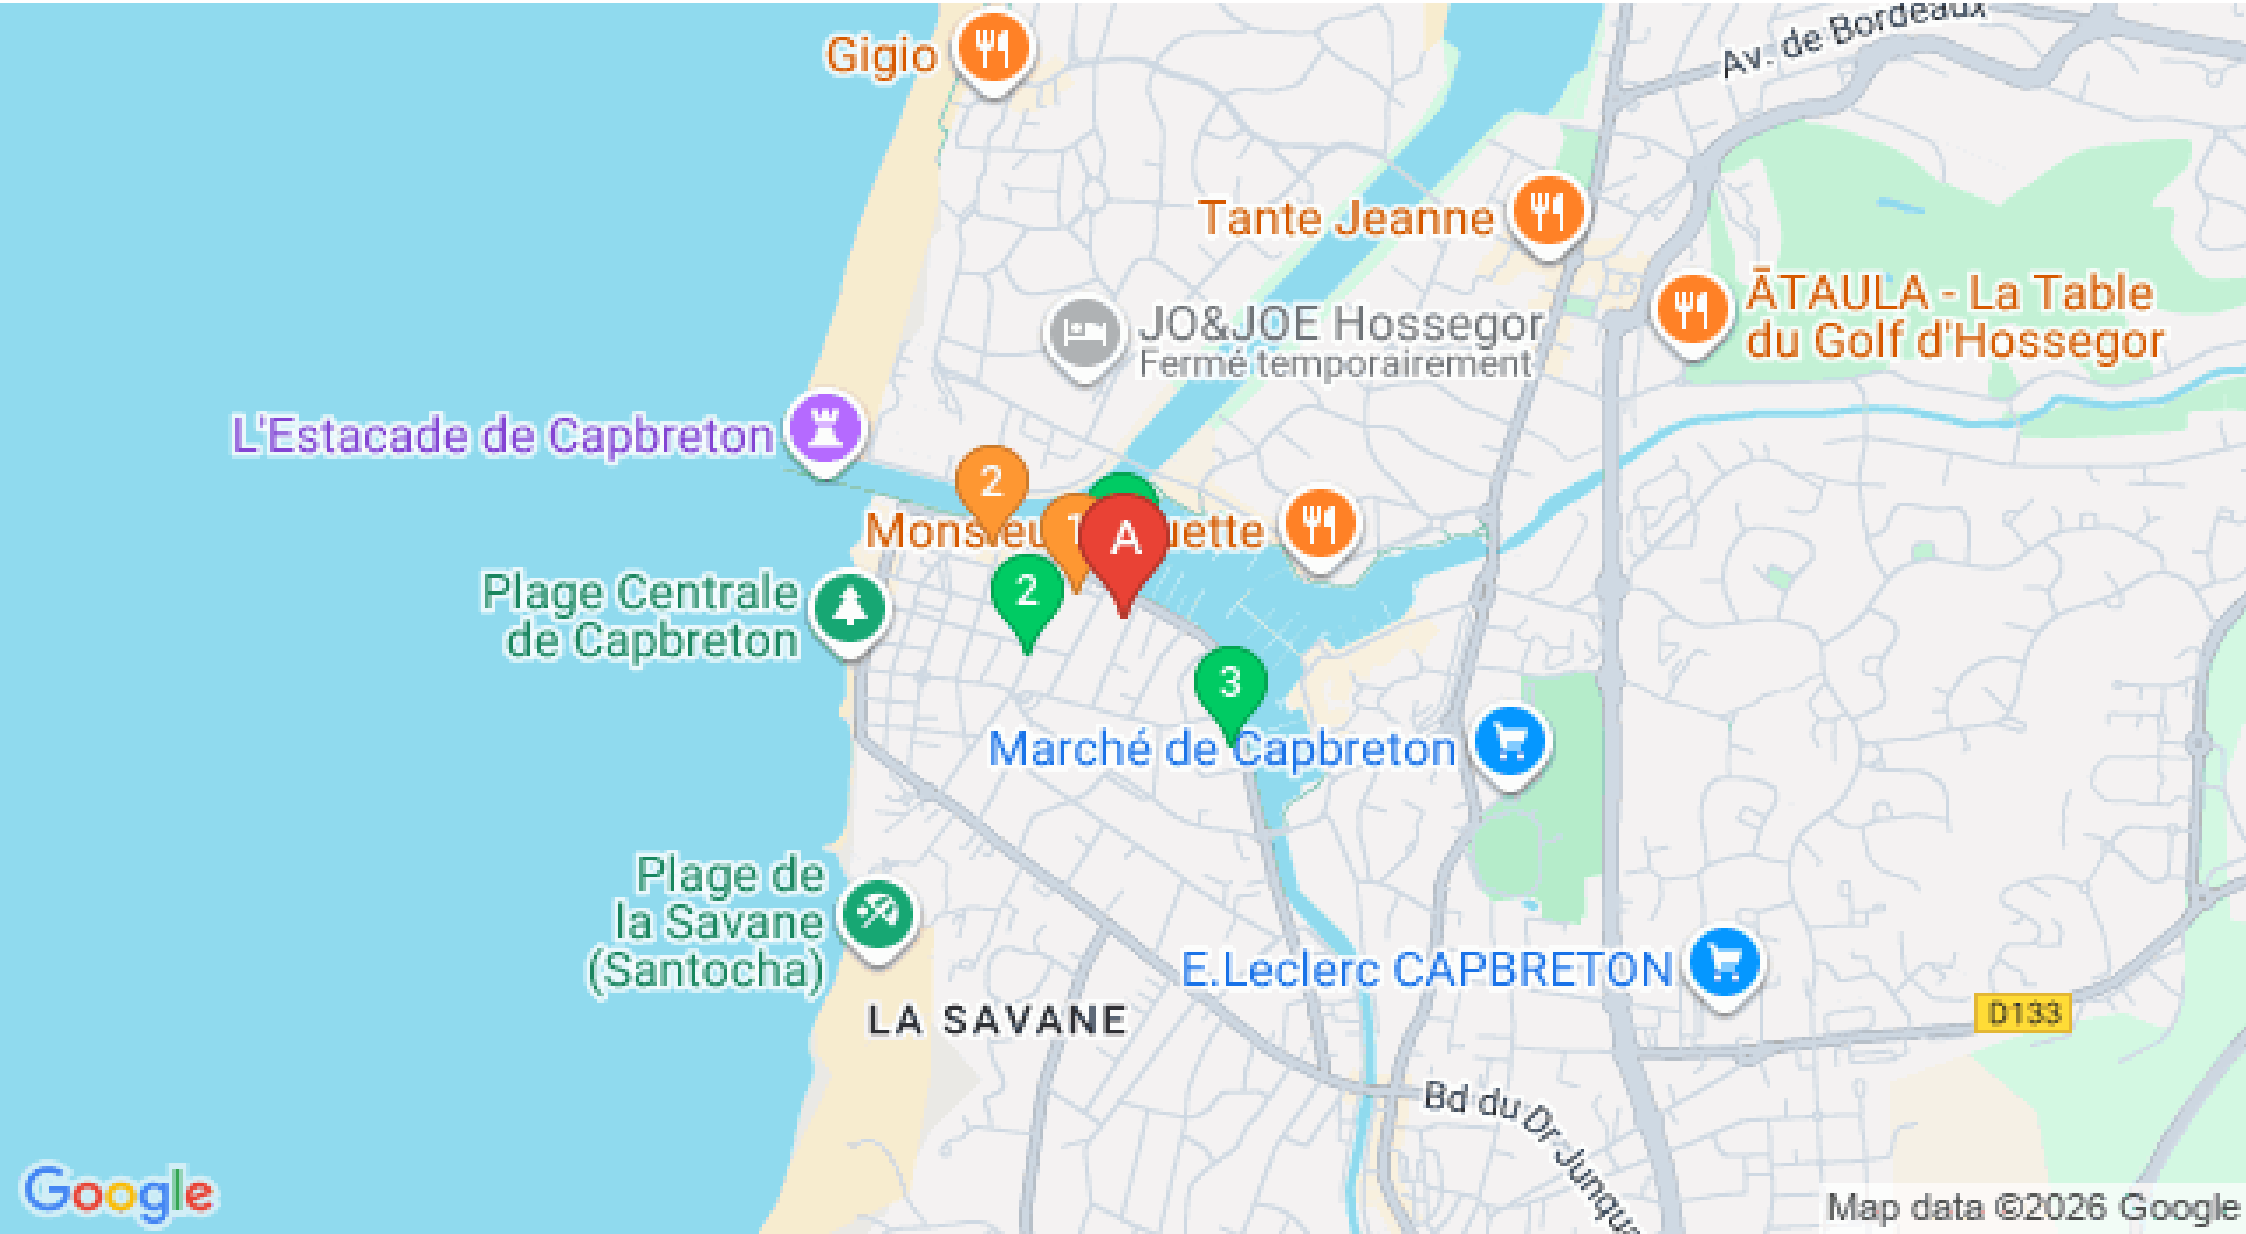 Av. de Bordeaux
Gigio
Tante Jeanne
ĀTAULA - La Table
du Golf d'Hossegor
JO&JOE Hossegor
Fermé temporairement
L'Estacade de Capbreton
2
1
A
Plage Centrale
de Capbreton
2
3
Marché de Capbreton
Plage de
la Savane
(Santocha)
E.Leclerc CAPBRETON
LA SAVANE
D133
Bd du Dr Junqua
Google
Map data ©2026 Google